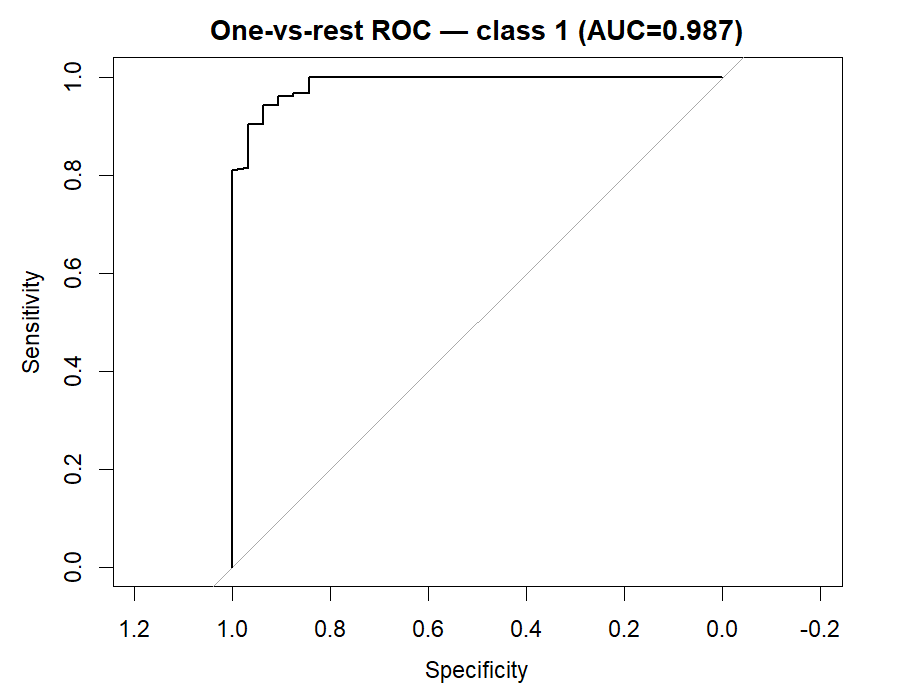 One-vs-rest ROC — class 1 (AUC=0.987)
Sensitivity
1.0
0.8
0.6
0.4
0.2
0.0
1.2 1.0 0.8 0.6 0.4 0.2 0.0 -0.2
Specificity